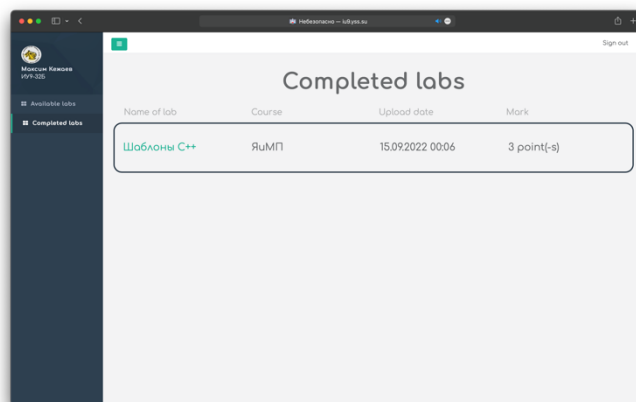 Небезопасно — iu9.yss.su
Sign out
Максим Кежаев
ИУ9-32Б
Available labs
Completed labs
Completed labs
Name of lab Course Upload date Mark
Шаблоны C++ ЯиМП 15.09.2022 00:06 3 point(-s)